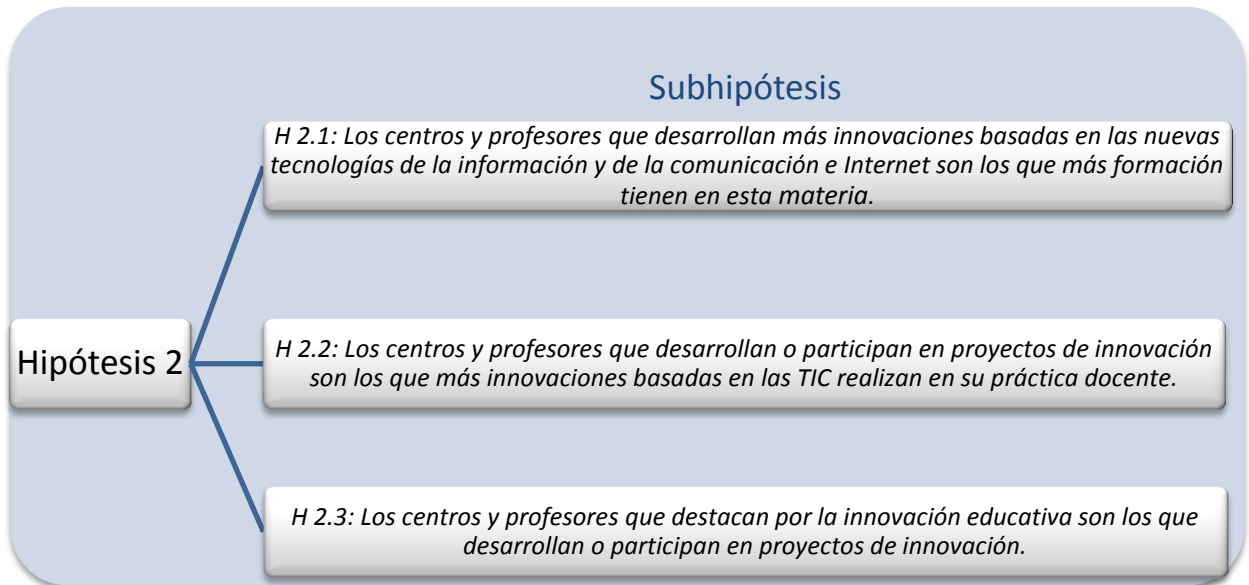 Subhipótesis
H 2.1: Los centros y profesores que desarrollan más innovaciones basadas en las nuevas
tecnologías de la información y de la comunicación e Internet son los que más formación
tienen en esta materia.
Hipótesis 2
H 2.2: Los centros y profesores que desarrollan o participan en proyectos de innovación
son los que más innovaciones basadas en las TIC realizan en su práctica docente.
H 2.3: Los centros y profesores que destacan por la innovación educativa son los que
desarrollan o participan en proyectos de innovación.